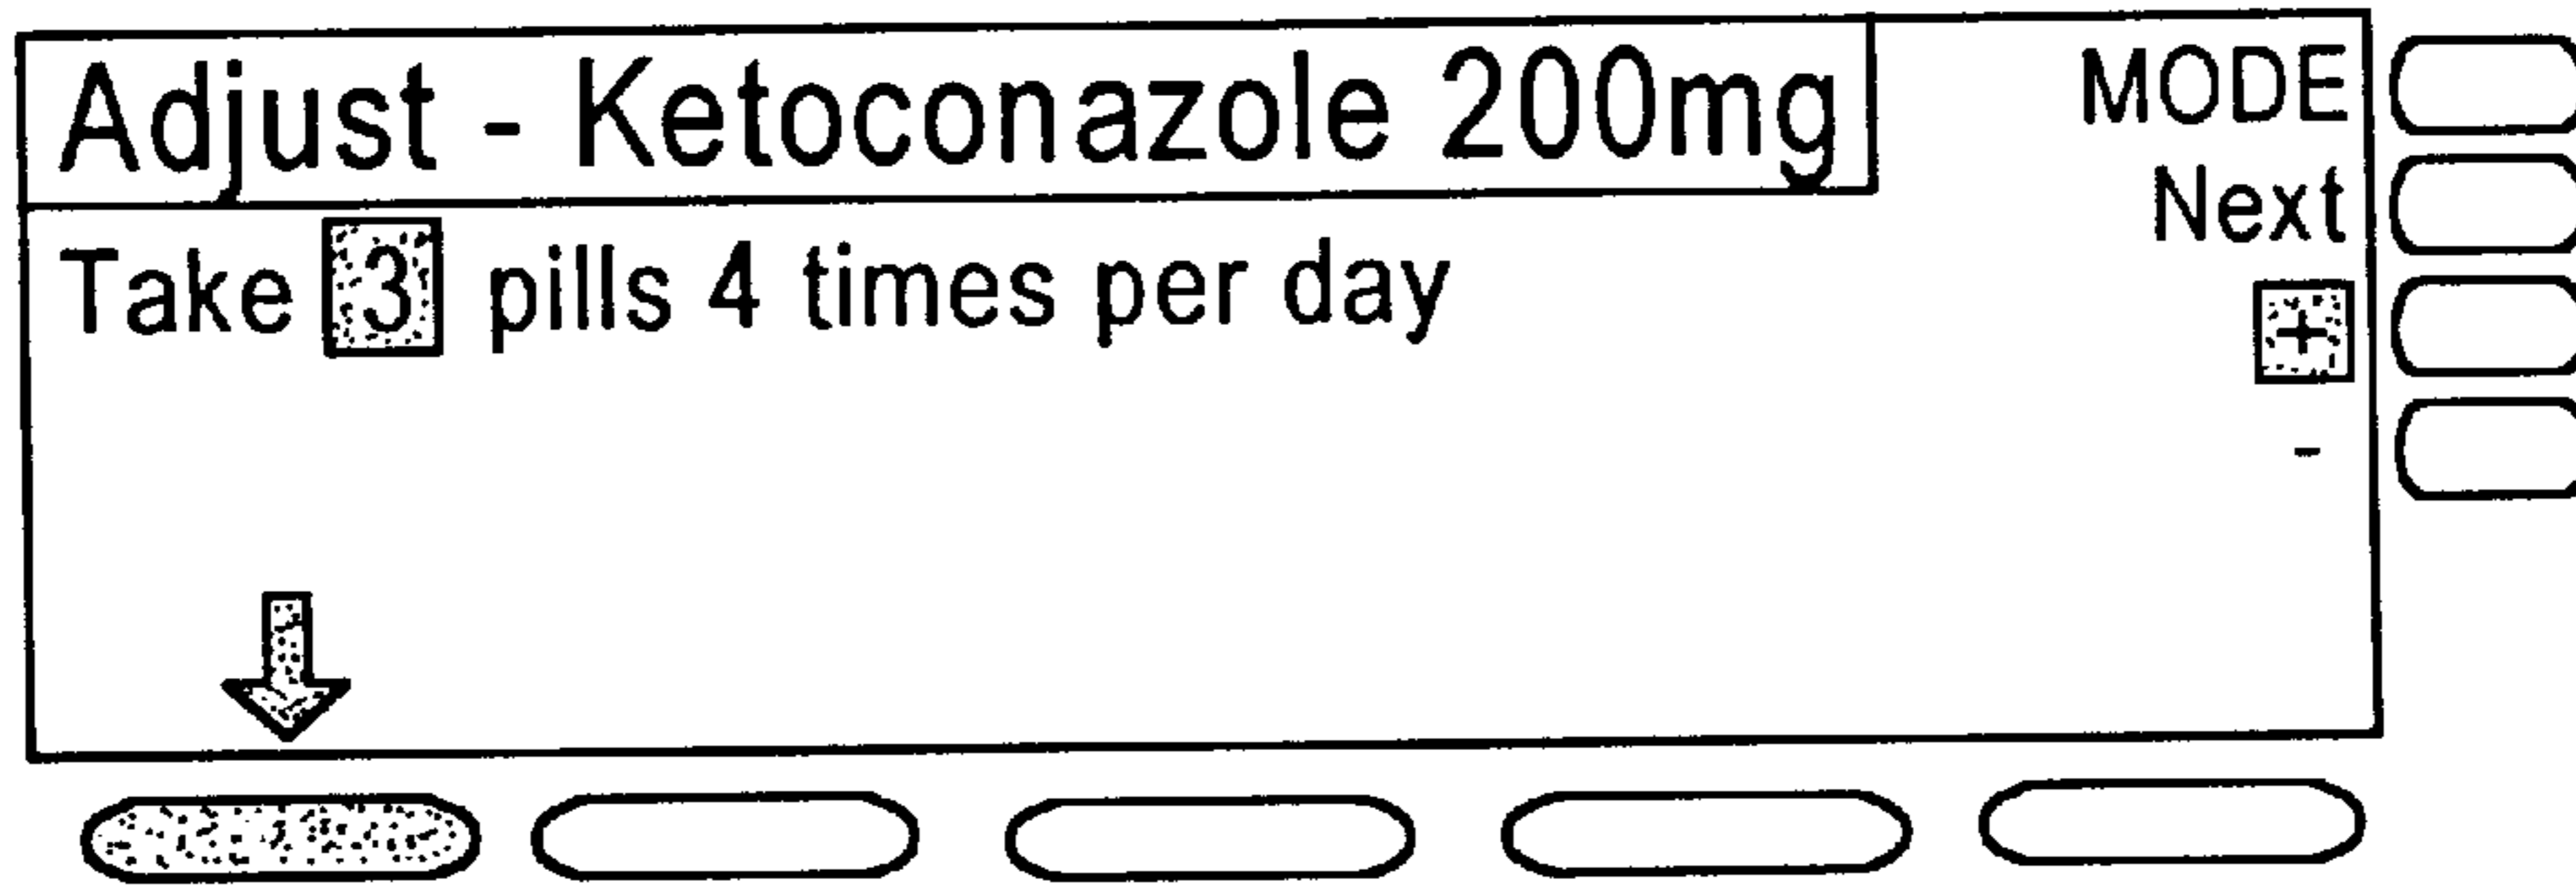 Adjust - Ketoconazole 200mg
MODE
Next
Take 3 pills 4 times per day
+
-